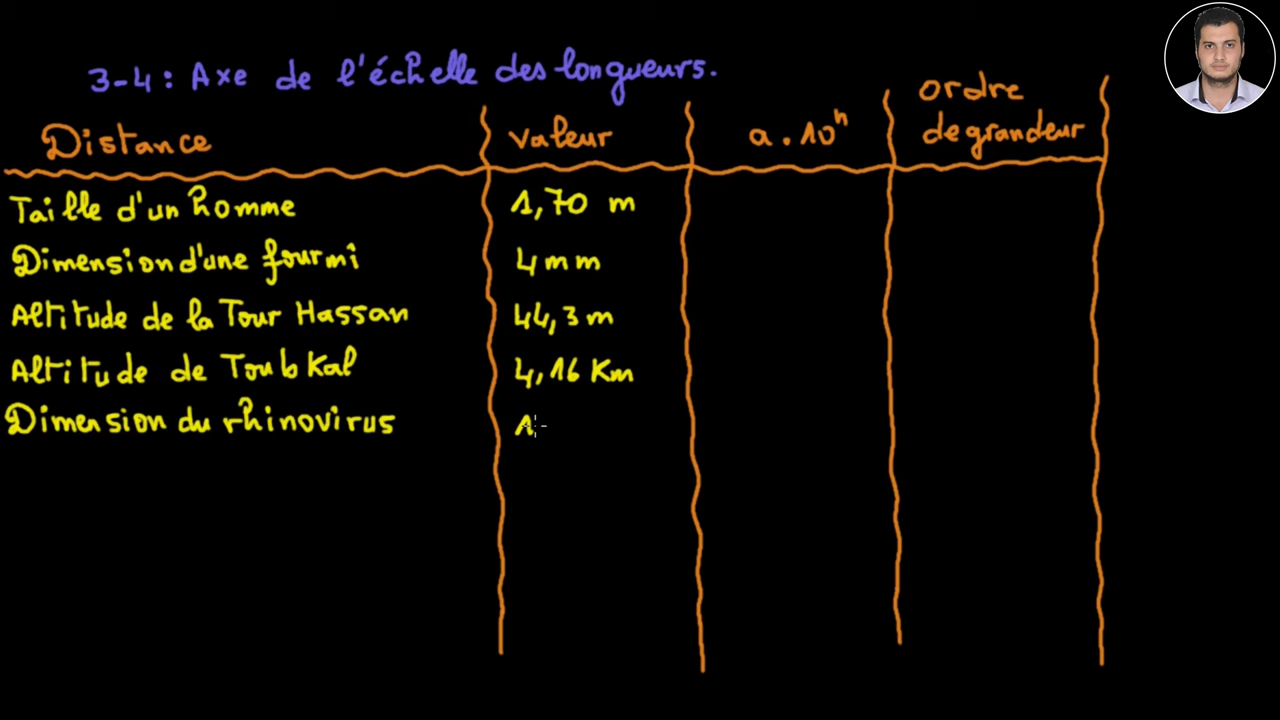 3-4 : Axe de l'échelle des longueurs.
Distance valeur a . 10ⁿ ordre de grandeur
Taille d'un homme 1,70 m
Dimension d'une fourmi 4 mm
Altitude de la Tour Hassan 44,3 m
Altitude de Toubkal 4,16 Km
Dimension du rhinovirus 1